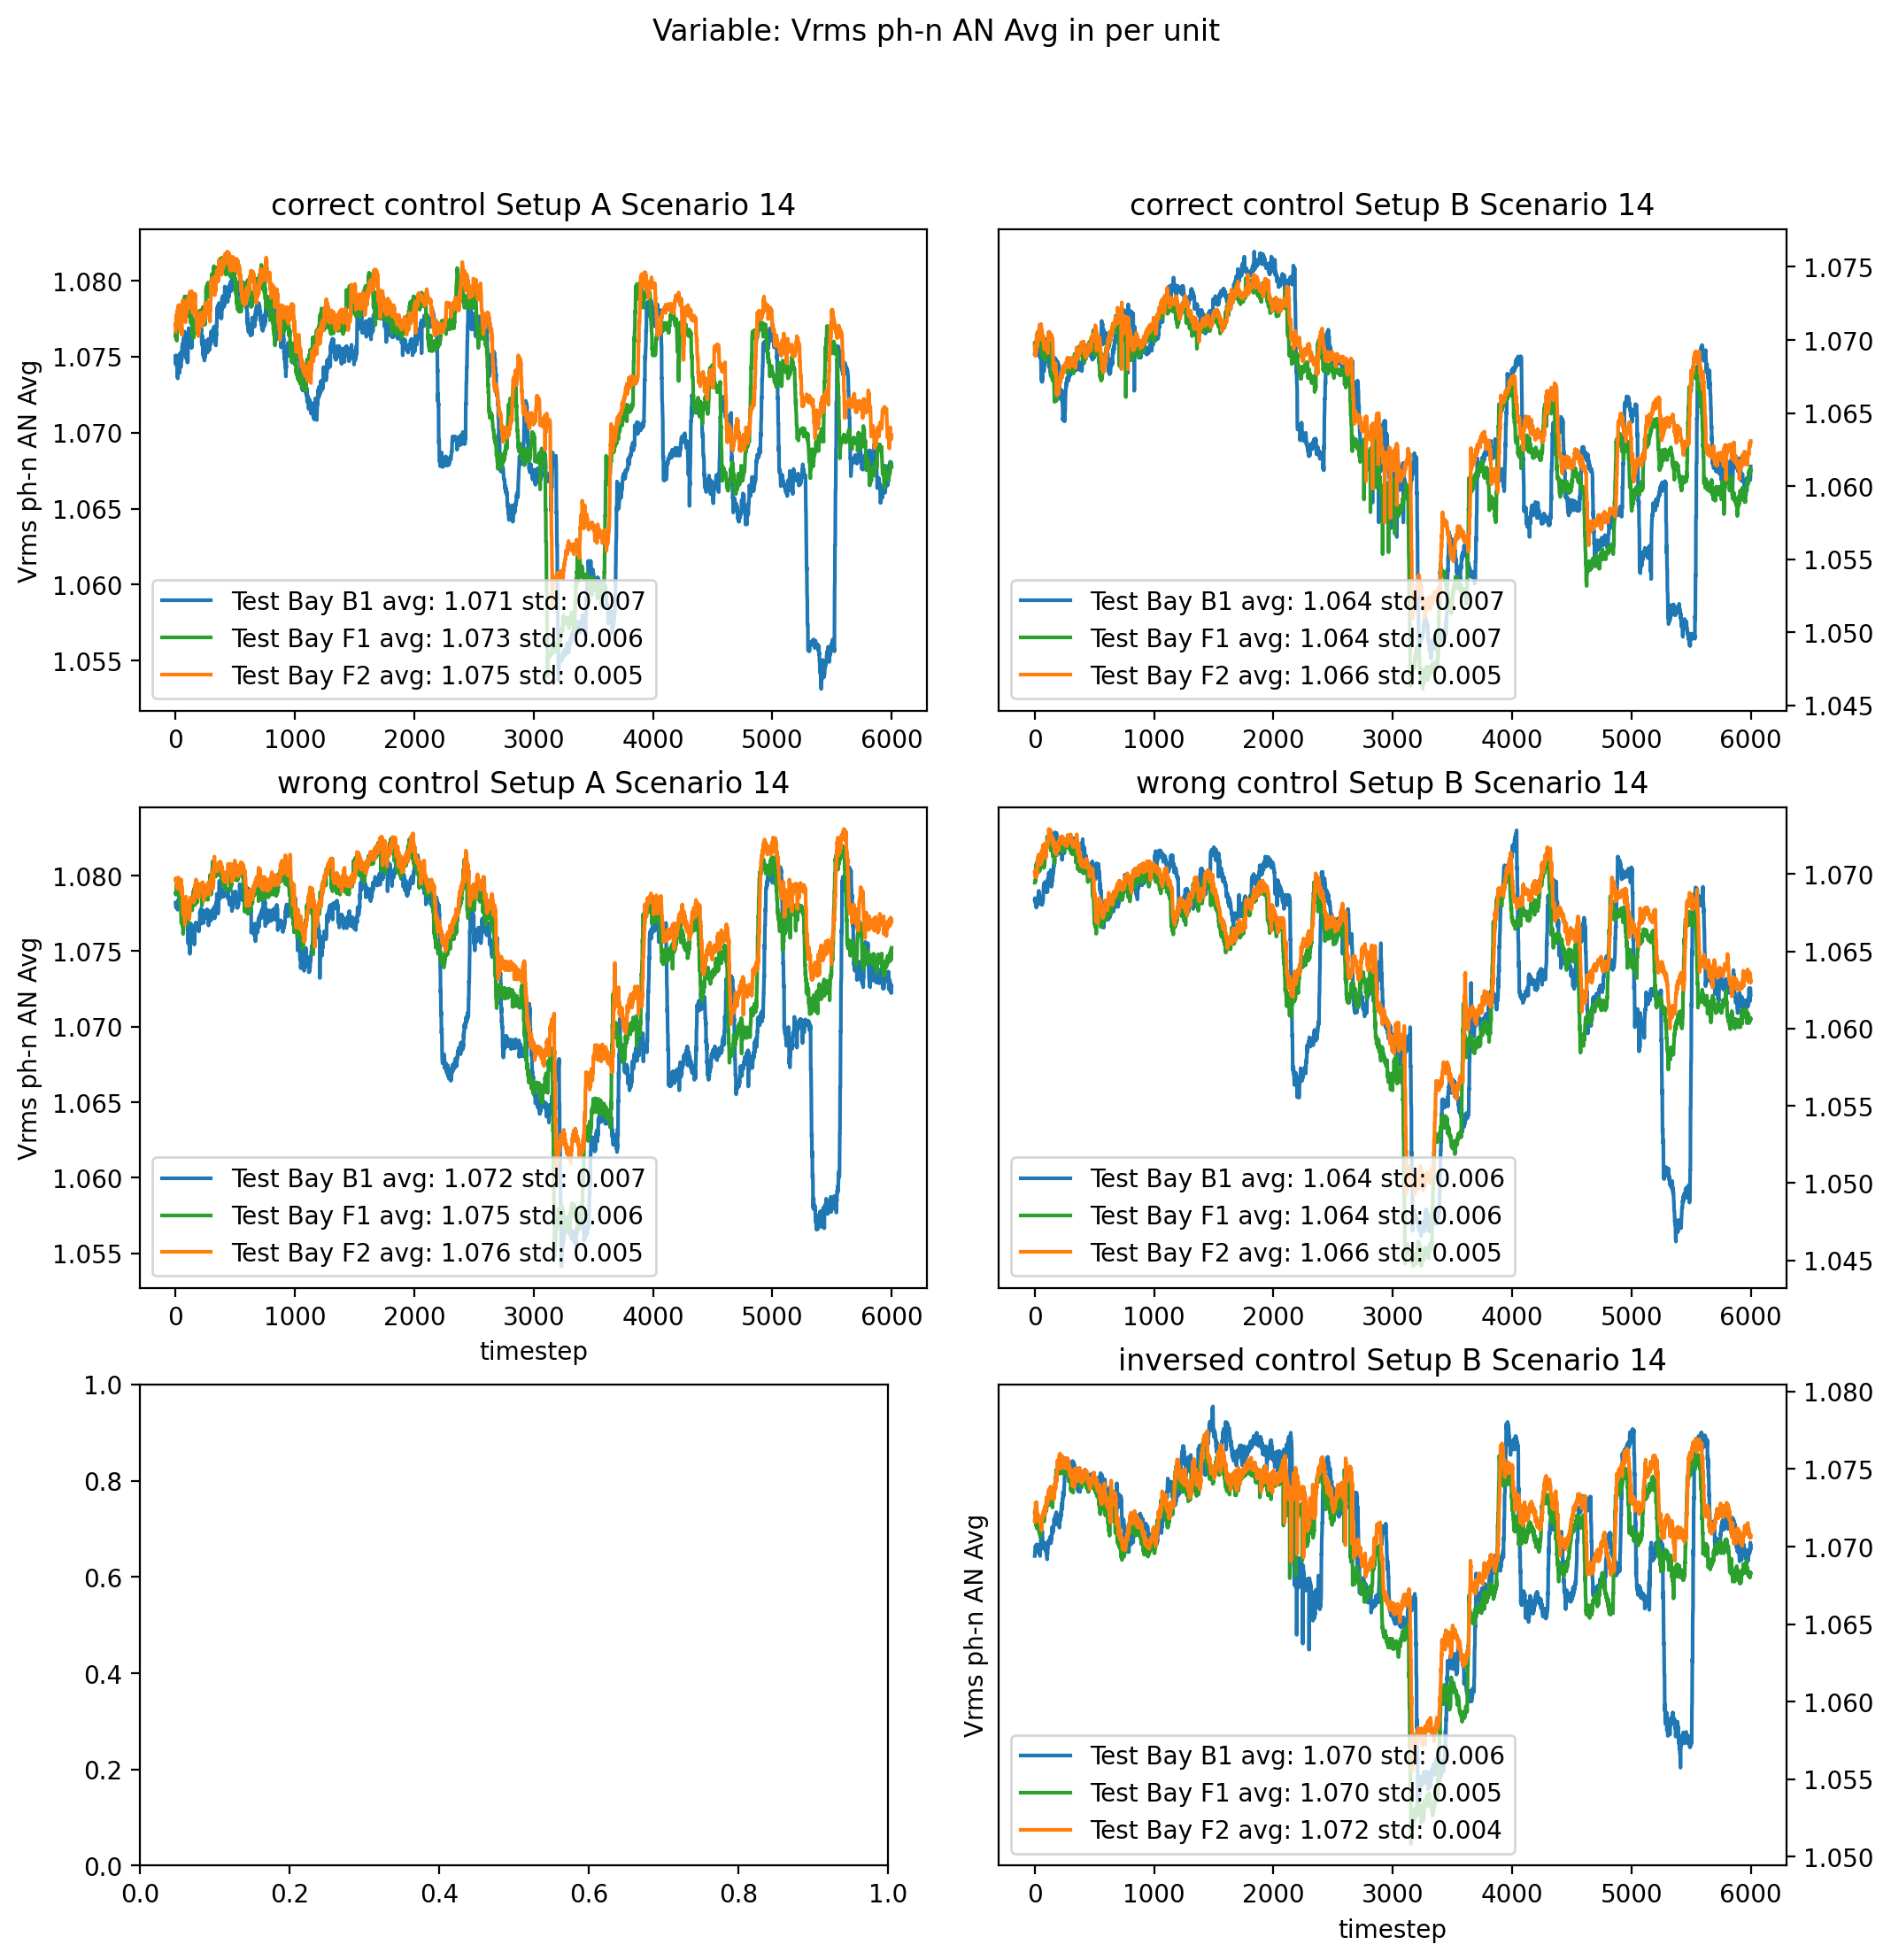 Variable: Vrms ph-n AN Avg in per unit
correct control Setup A Scenario 14
Vrms ph-n AN Avg
1.080
1.075
1.070
1.065
1.060
1.055
Test Bay B1 avg: 1.071 std: 0.007
Test Bay F1 avg: 1.073 std: 0.006
Test Bay F2 avg: 1.075 std: 0.005
0 1000 2000 3000 4000 5000 6000
correct control Setup B Scenario 14
1.075
1.070
1.065
1.060
1.055
1.050
1.045
Test Bay B1 avg: 1.064 std: 0.007
Test Bay F1 avg: 1.064 std: 0.007
Test Bay F2 avg: 1.066 std: 0.005
0 1000 2000 3000 4000 5000 6000
wrong control Setup A Scenario 14
Vrms ph-n AN Avg
1.080
1.075
1.070
1.065
1.060
1.055
Test Bay B1 avg: 1.072 std: 0.007
Test Bay F1 avg: 1.075 std: 0.006
Test Bay F2 avg: 1.076 std: 0.005
0 1000 2000 3000 4000 5000 6000
timestep
wrong control Setup B Scenario 14
1.070
1.065
1.060
1.055
1.050
1.045
Test Bay B1 avg: 1.064 std: 0.006
Test Bay F1 avg: 1.064 std: 0.006
Test Bay F2 avg: 1.066 std: 0.005
0 1000 2000 3000 4000 5000 6000
1.0
0.8
0.6
0.4
0.2
0.0
0.0 0.2 0.4 0.6 0.8 1.0
inversed control Setup B Scenario 14
Vrms ph-n AN Avg
1.080
1.075
1.070
1.065
1.060
1.055
1.050
Test Bay B1 avg: 1.070 std: 0.006
Test Bay F1 avg: 1.070 std: 0.005
Test Bay F2 avg: 1.072 std: 0.004
0 1000 2000 3000 4000 5000 6000
timestep